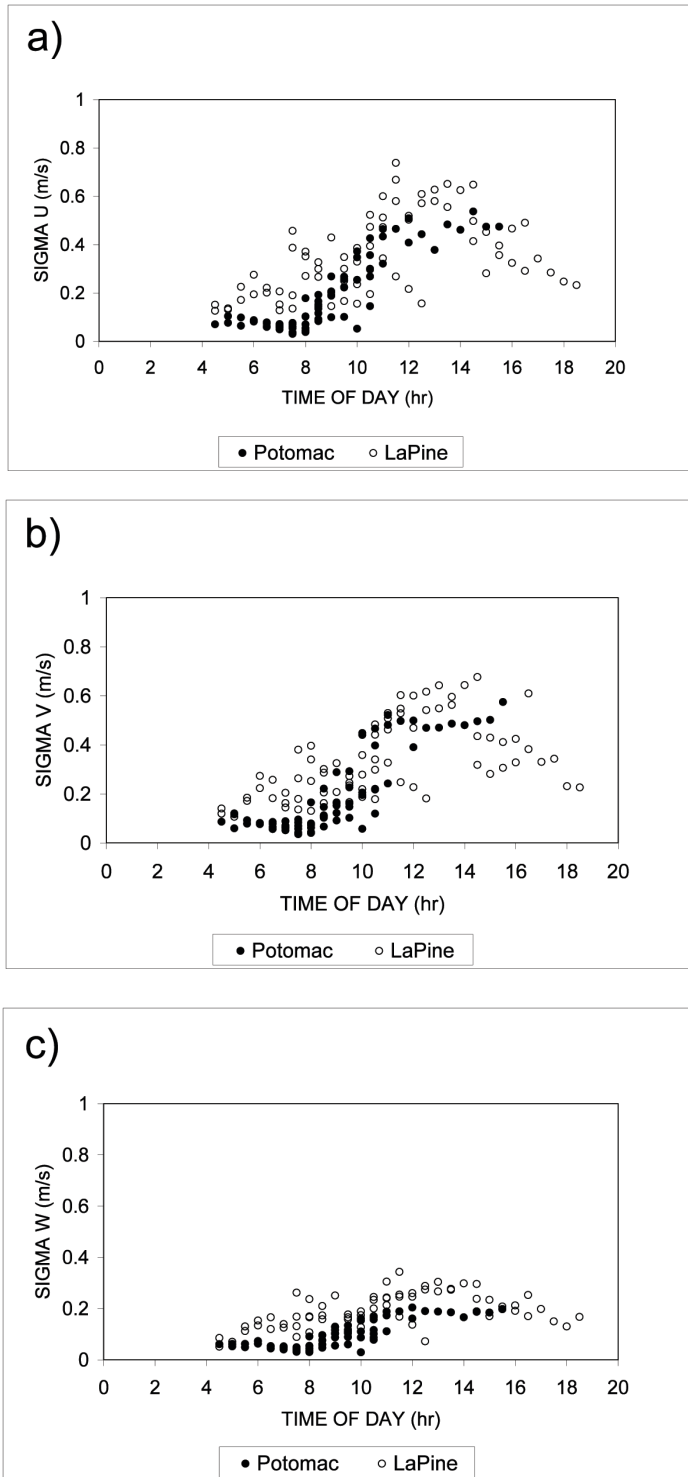 a)
1
0.8
0.6
0.4
0.2
0
SIGMA U (m/s)
0 2 4 6 8 10 12 14 16 18 20
TIME OF DAY (hr)
● Potomac ○ LaPine
b)
1
0.8
0.6
0.4
0.2
0
SIGMA V (m/s)
0 2 4 6 8 10 12 14 16 18 20
TIME OF DAY (hr)
● Potomac ○ LaPine
c)
1
0.8
0.6
0.4
0.2
0
SIGMA W (m/s)
0 2 4 6 8 10 12 14 16 18 20
TIME OF DAY (hr)
● Potomac ○ LaPine